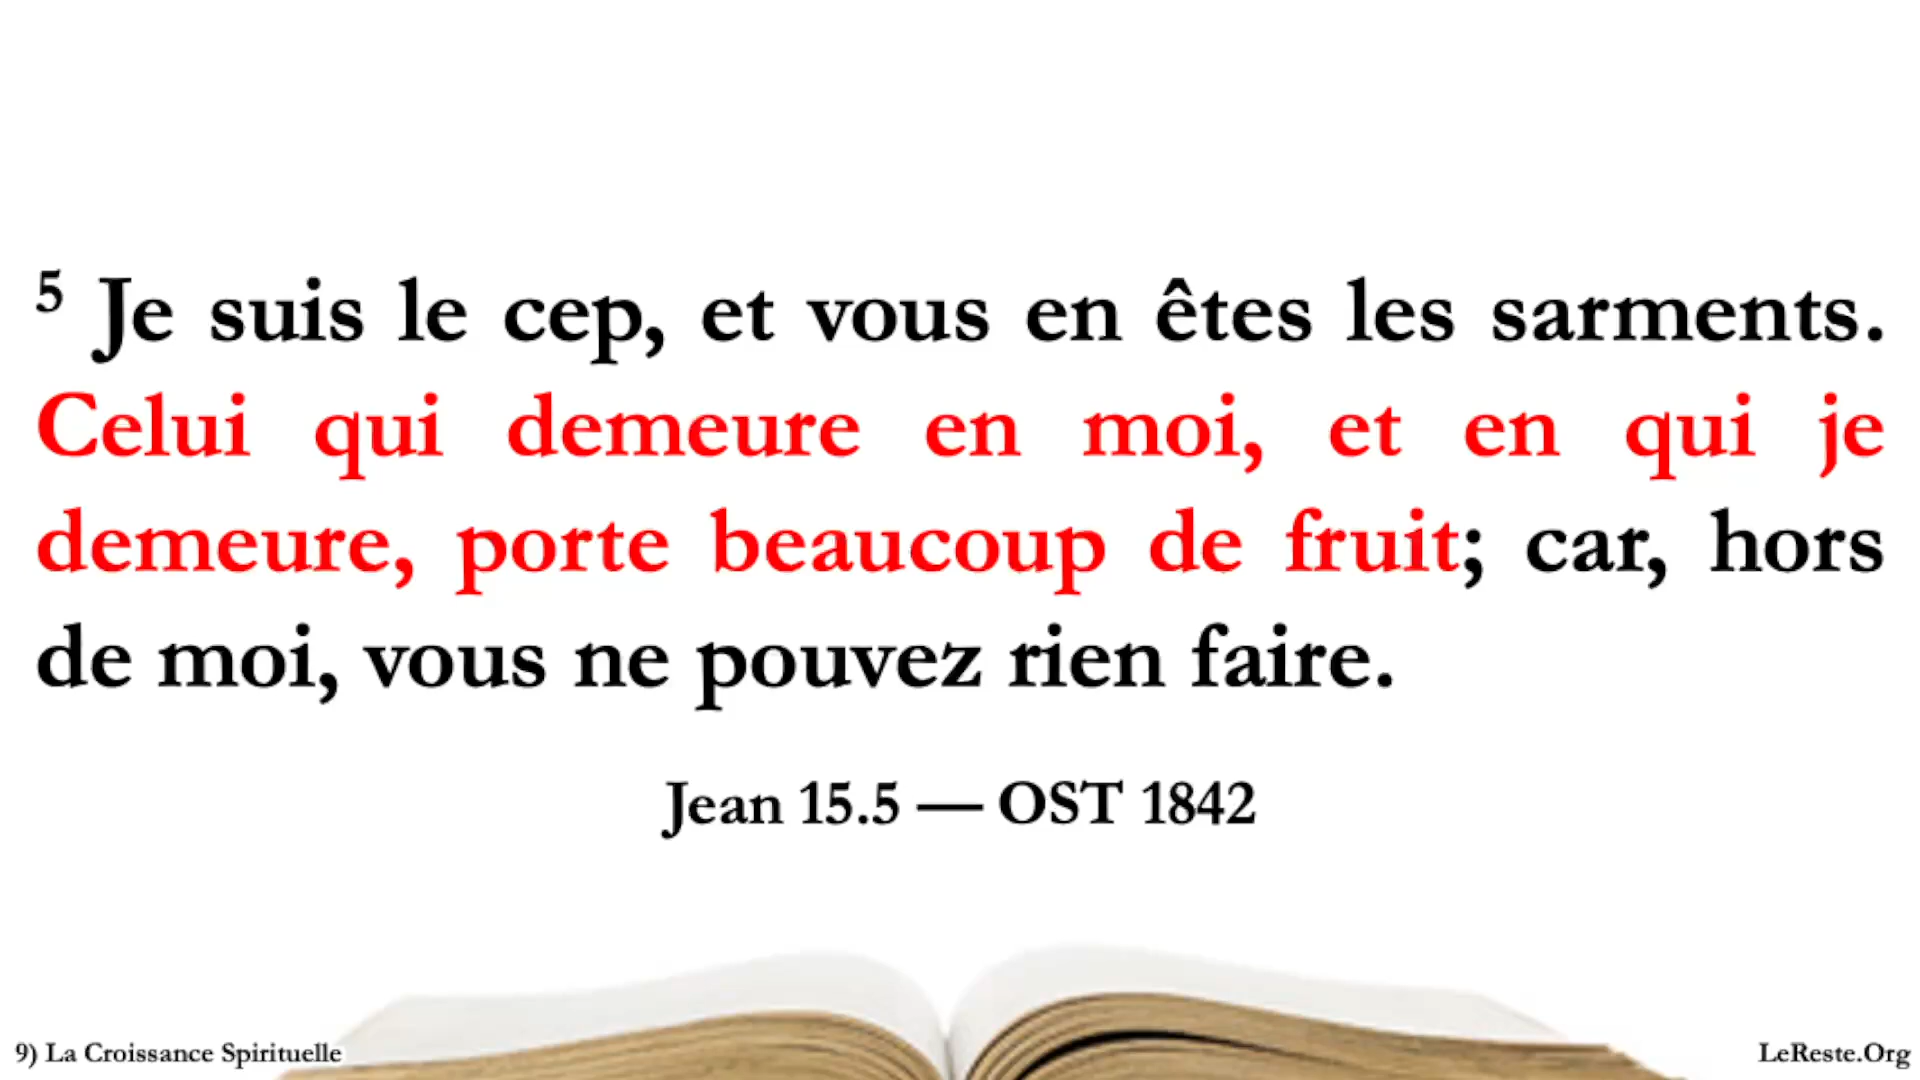 5 Je suis le cep, et vous en êtes les sarments.
Celui qui demeure en moi, et en qui je
demeure, porte beaucoup de fruit; car, hors
de moi, vous ne pouvez rien faire.
Jean 15.5 — OST 1842
9) La Croissance Spirituelle
LeReste.Org